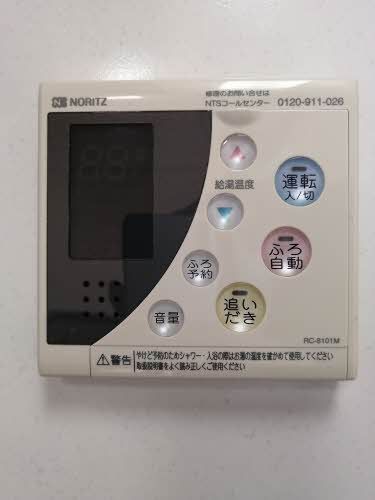 NORITZ
修理のお問い合せは
NTSコールセンター 0120-911-026
給湯温度
運転
入/切
ふろ
予約
ふろ
自動
音量
追い
だき
RC-8101M
警告
やけど予防のためシャワー・入浴の際はお湯の温度を確かめて使用してください
取扱説明書をよく読み正しくご使用ください